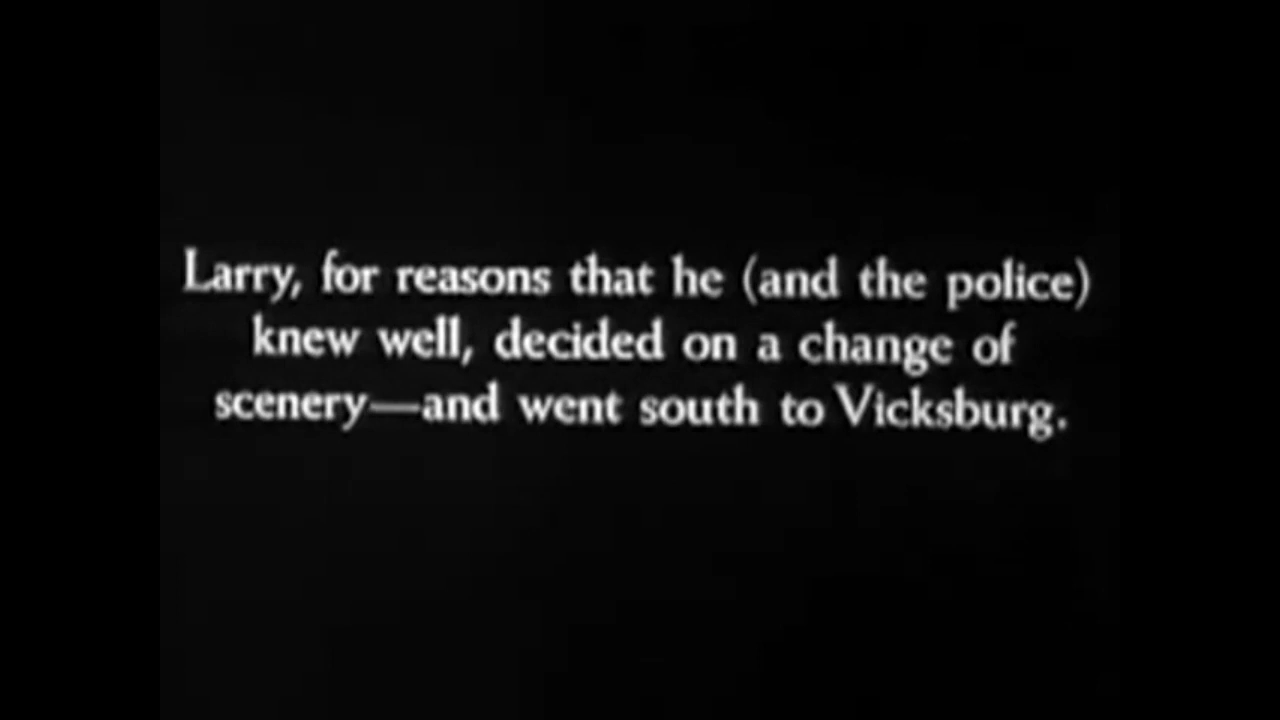 Larry, for reasons that he (and the police)
knew well, decided on a change of
scenery—and went south to Vicksburg.